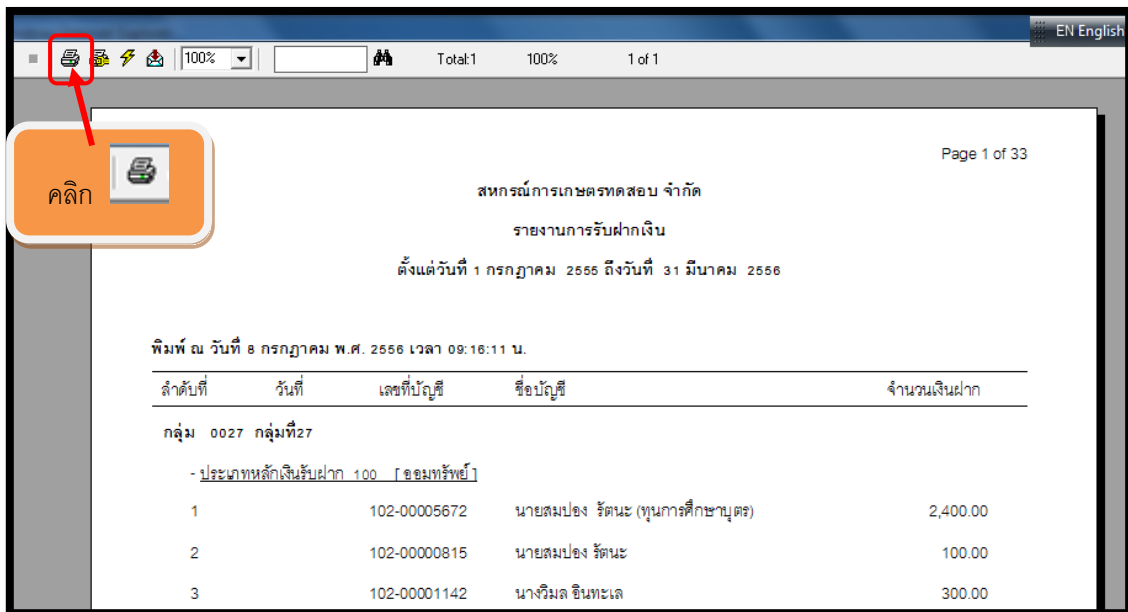 EN English
100% Total:1 100% 1 of 1
Page 1 of 33
คลิก
สหกรณ์การเกษตรทดสอบ จำกัด
รายงานการรับฝากเงิน
ตั้งแต่วันที่ 1 กรกฎาคม 2555 ถึงวันที่ 31 มีนาคม 2556
พิมพ์ ณ วันที่ 8 กรกฎาคม พ.ศ. 2556 เวลา 09:16:11 น.
ลำดับที่ วันที่ เลขที่บัญชี ชื่อบัญชี จำนวนเงินฝาก
กลุ่ม 0027 กลุ่มที่27
- ประเภทหลักเงินรับฝาก 100 [ออมทรัพย์]
1 102-00005672 นายสมปอง รัตนะ (ทุนการศึกษาบุตร) 2,400.00
2 102-00000815 นายสมปอง รัตนะ 100.00
3 102-00001142 นางวิมล อินทะเล 300.00